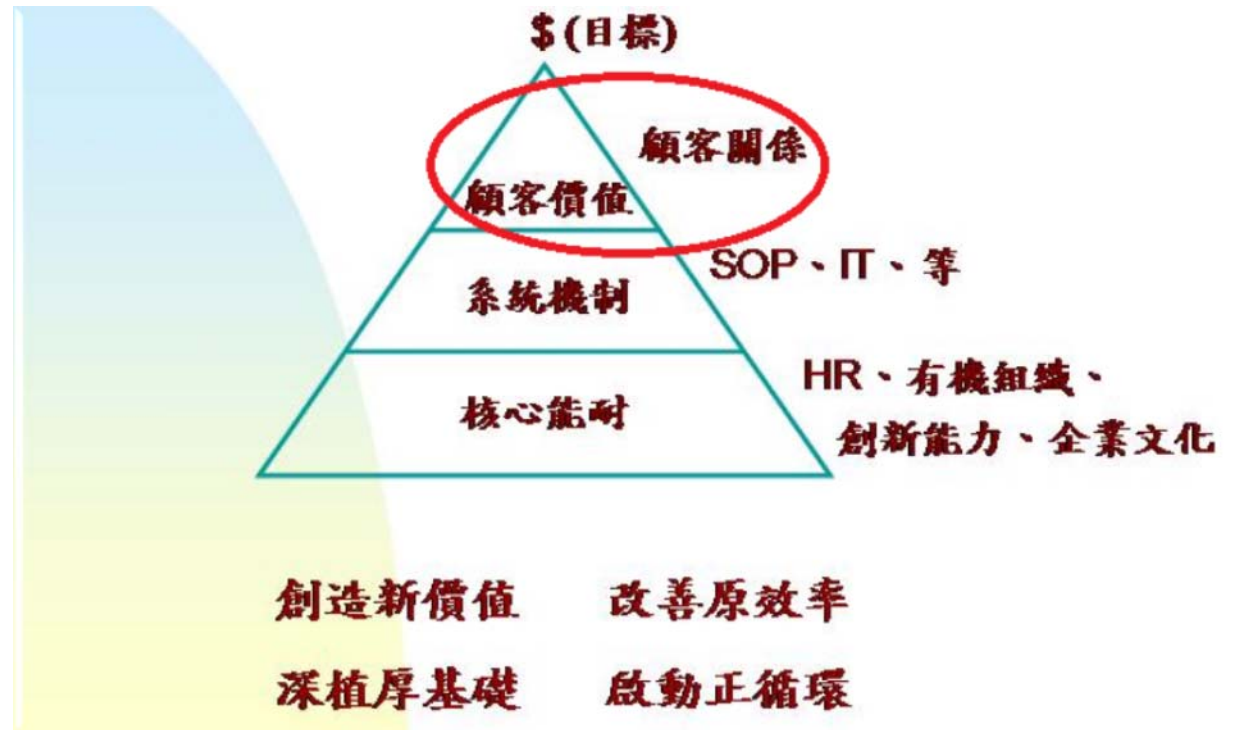 $(目標)
顧客關係
顧客價值
SOP、IT、等
系統機制
HR、有機組織、
核心能耐
創新能力、企業文化
創造新價值 改善原效率
深植厚基礎 啟動正循環